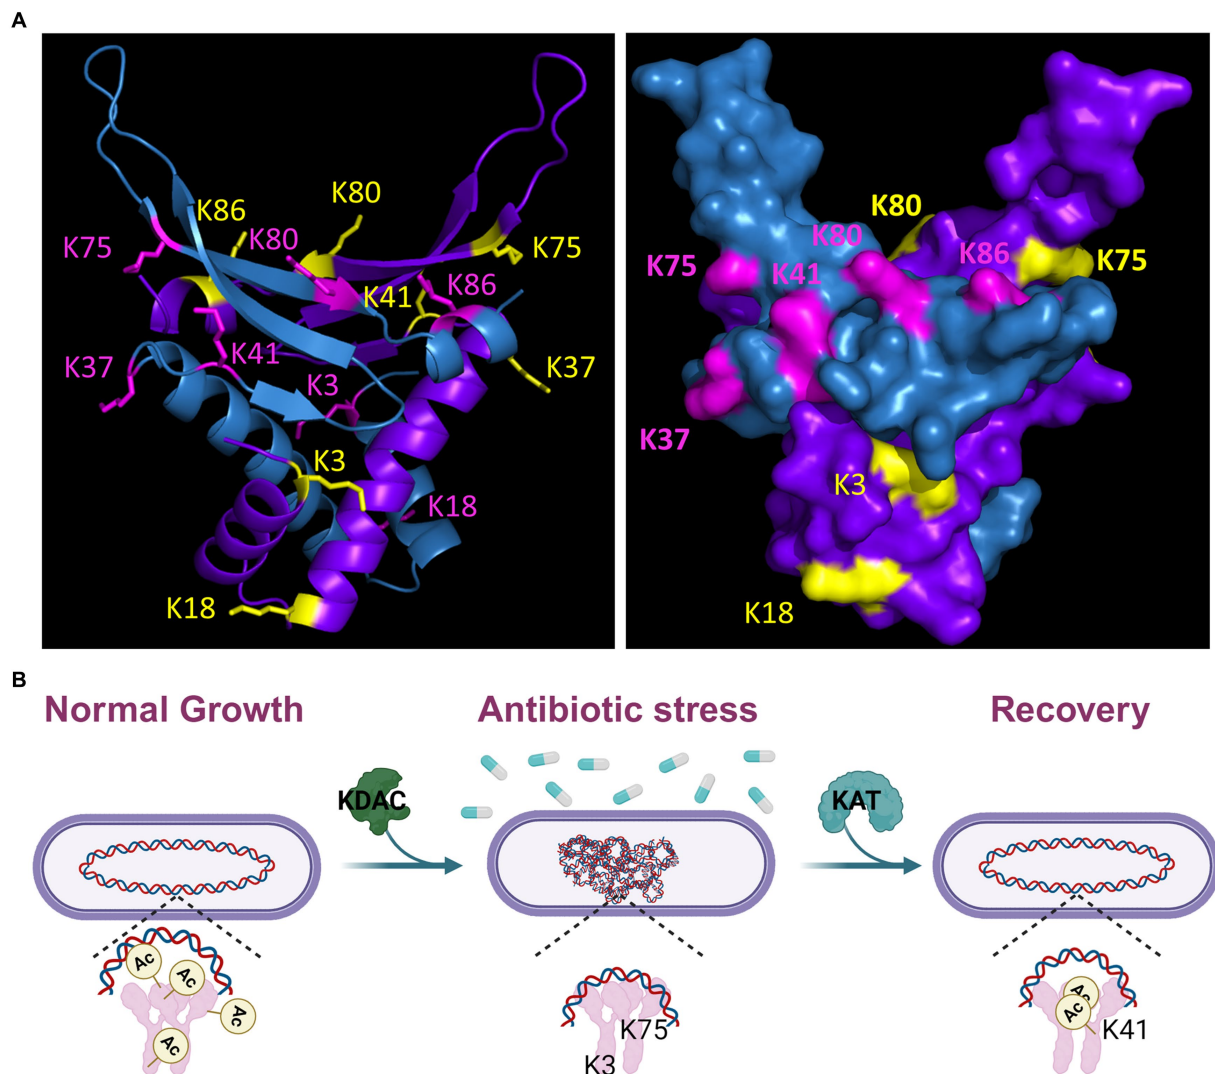 A
K86
K80
K75
K80
K75
K41
K86
K41
K37
K37
K3
K3
K18
K18
K80
K80
K75
K41
K86
K75
K37
K3
K18
B
Normal Growth
Antibiotic stress
Recovery
KDAC
KAT
Ac
Ac
Ac
Ac
K75
K3
Ac
Ac
K41